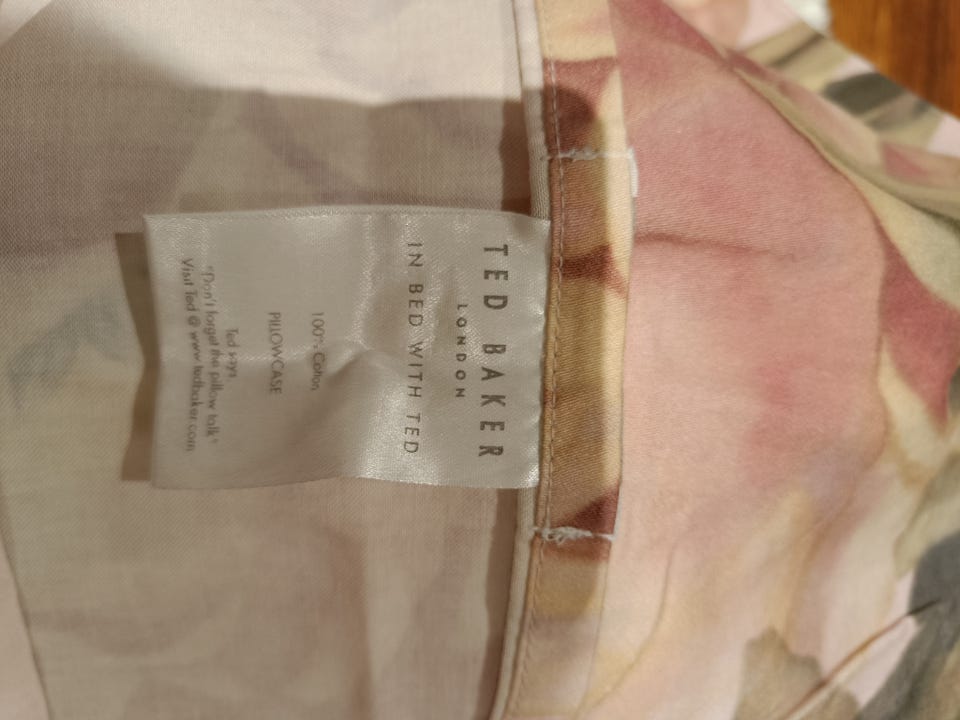 TED BAKER
LONDON
IN BED WITH TED
100% Cotton
PILLOWCASE
Ted says
"Don't forget the pillow talk"
Visit Ted @ www.tedbaker.com